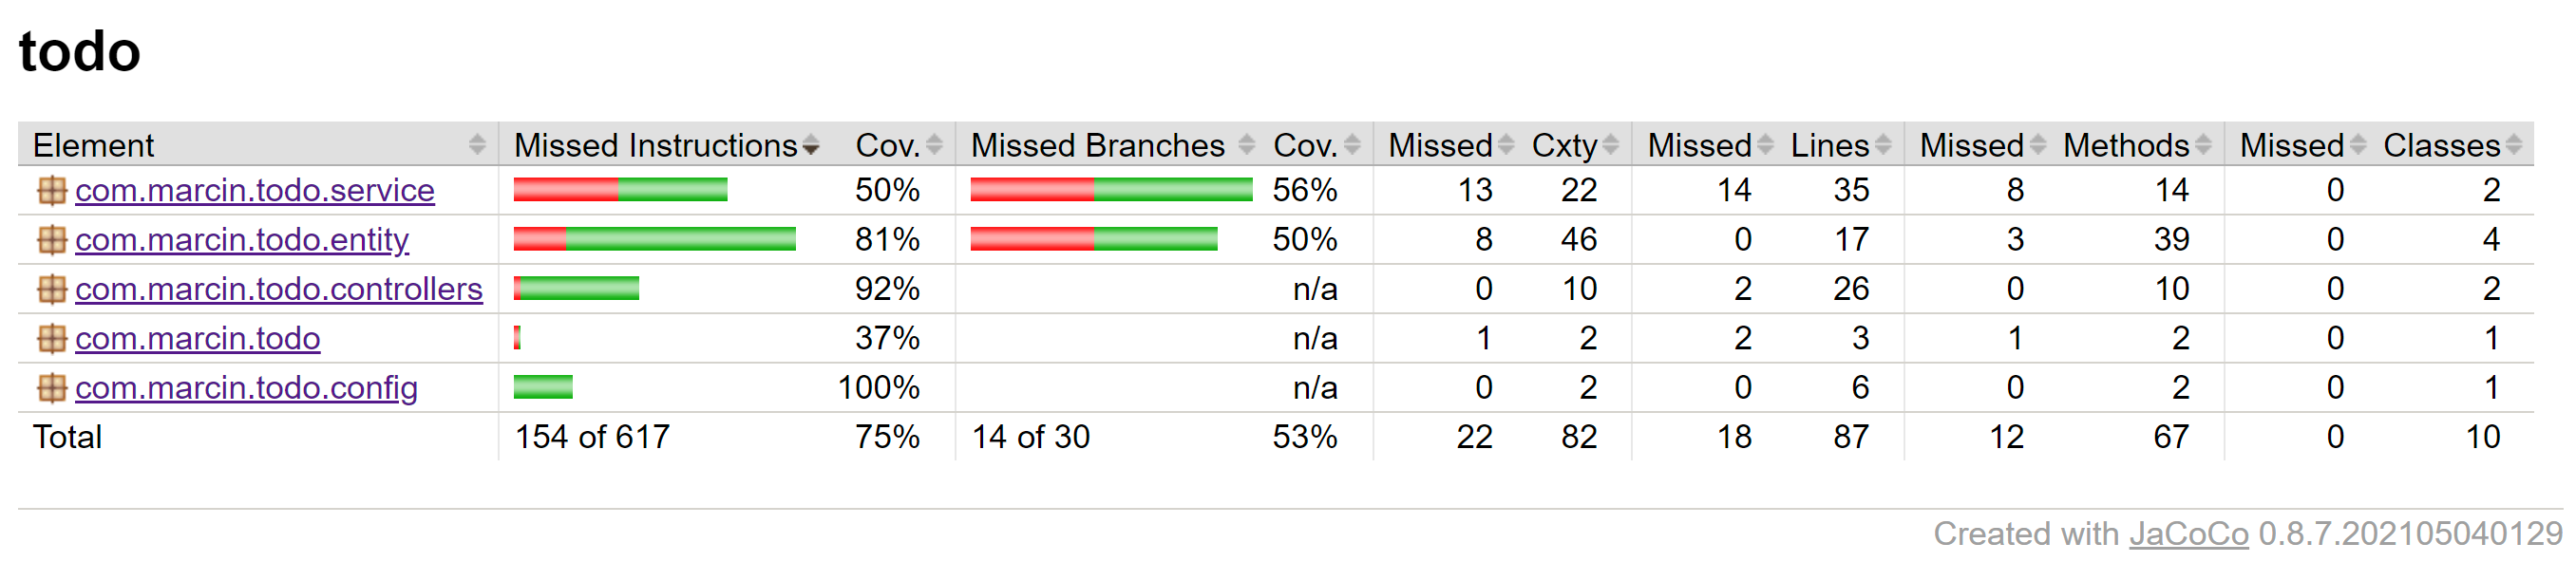 todo
Element Missed Instructions Cov. Missed Branches Cov. Missed Cxty Missed Lines Missed Methods Missed Classes
com.marcin.todo.service 50% 56% 13 22 14 35 8 14 0 2
com.marcin.todo.entity 81% 50% 8 46 0 17 3 39 0 4
com.marcin.todo.controllers 92% n/a 0 10 2 26 0 10 0 2
com.marcin.todo 37% n/a 1 2 2 3 1 2 0 1
com.marcin.todo.config 100% n/a 0 2 0 6 0 2 0 1
Total 154 of 617 75% 14 of 30 53% 22 82 18 87 12 67 0 10
Created with JaCoCo 0.8.7.202105040129